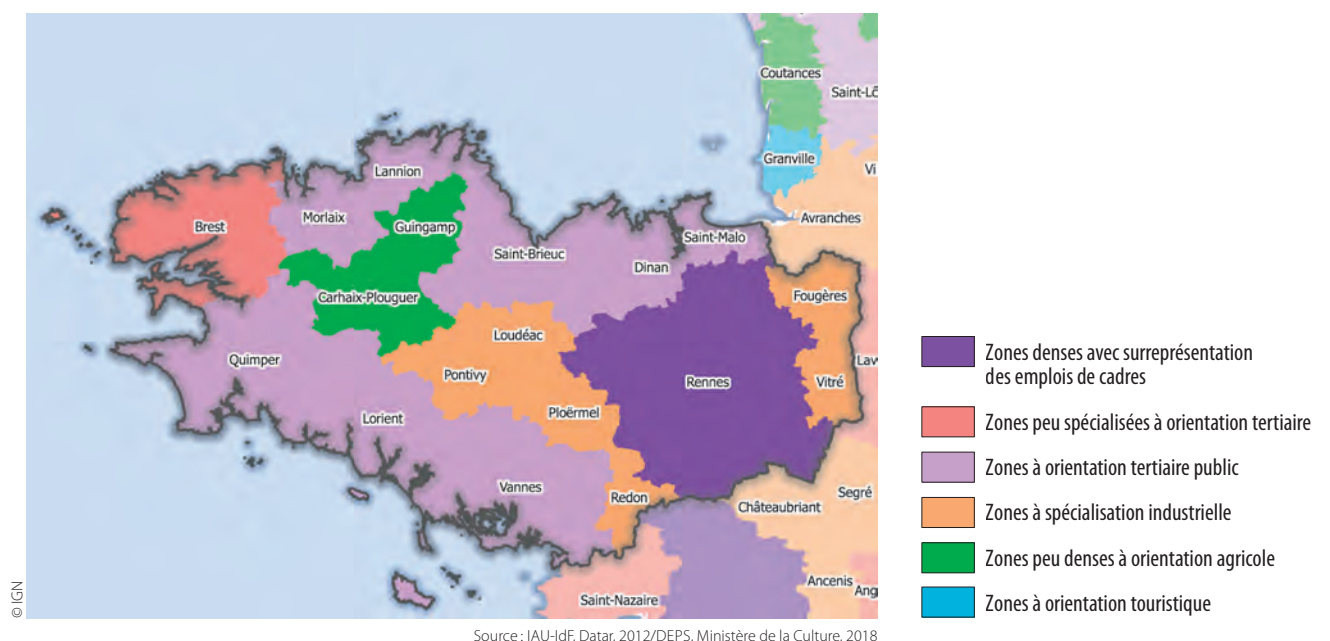 Coutances
Saint-Lô
Granville
Vi
Lannion
Morlaix
Brest
Guingamp
Avranches
Saint-Malo
Saint-Brieuc
Dinan
Carhaix-Plouguer
Fougères
Loudéac
Quimper
Pontivy
Rennes
Vitré
Lav
Ploërmel
Lorient
Vannes
Redon
Segré
Châteaubriant
Ancenis
Ang
Saint-Nazaire
© IGN
Zones denses avec surreprésentation
des emplois de cadres
Zones peu spécialisées à orientation tertiaire
Zones à orientation tertiaire public
Zones à spécialisation industrielle
Zones peu denses à orientation agricole
Zones à orientation touristique
Source : IAU-IdF, Datar, 2012/DEPS, Ministère de la Culture, 2018